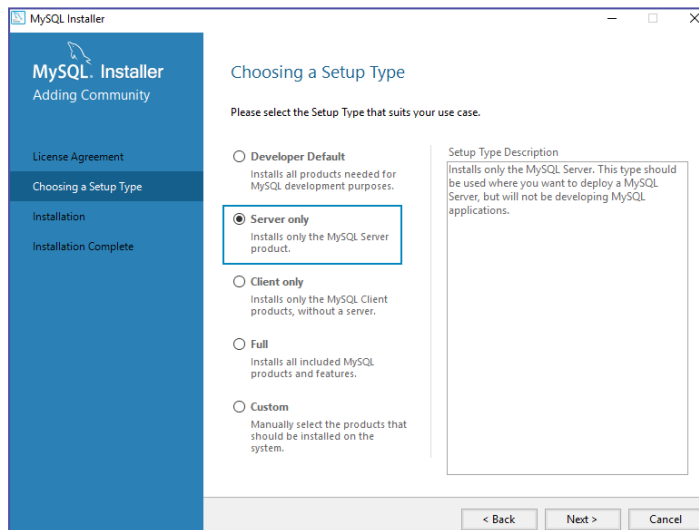 MySQL Installer
MySQL. Installer
Adding Community
License Agreement
Choosing a Setup Type
Installation
Installation Complete
Choosing a Setup Type
Please select the Setup Type that suits your use case.
Developer Default
Installs all products needed for
MySQL development purposes.
Server only
Installs only the MySQL Server
product.
Client only
Installs only the MySQL Client
products, without a server.
Full
Installs all included MySQL
products and features.
Custom
Manually select the products that
should be installed on the
system.
Setup Type Description
Installs only the MySQL Server. This type should
be used where you want to deploy a MySQL
Server, but will not be developing MySQL
applications.
< Back
Next >
Cancel